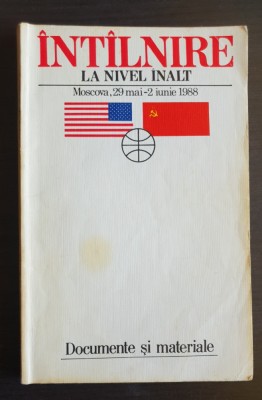 ÎNTÎLNIRE
LA NIVEL INALT
Moscova, 29 mai-2 iunie 1988
Documente și materiale